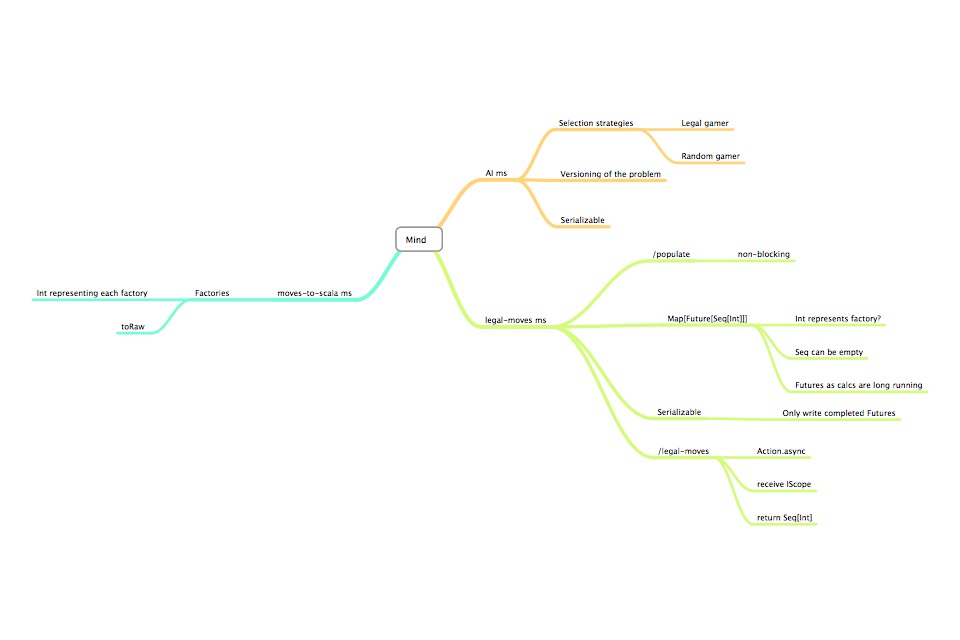 Mind
AI ms
Selection strategies
Legal gamer
Random gamer
Versioning of the problem
Serializable
legal-moves ms
/populate
non-blocking
Map[Future[Seq[Int]]]
Int represents factory?
Seq can be empty
Futures as calcs are long running
Serializable
Only write completed Futures
/legal-moves
Action.async
receive IScope
return Seq[Int]
moves-to-scala ms
Factories
Int representing each factory
toRaw